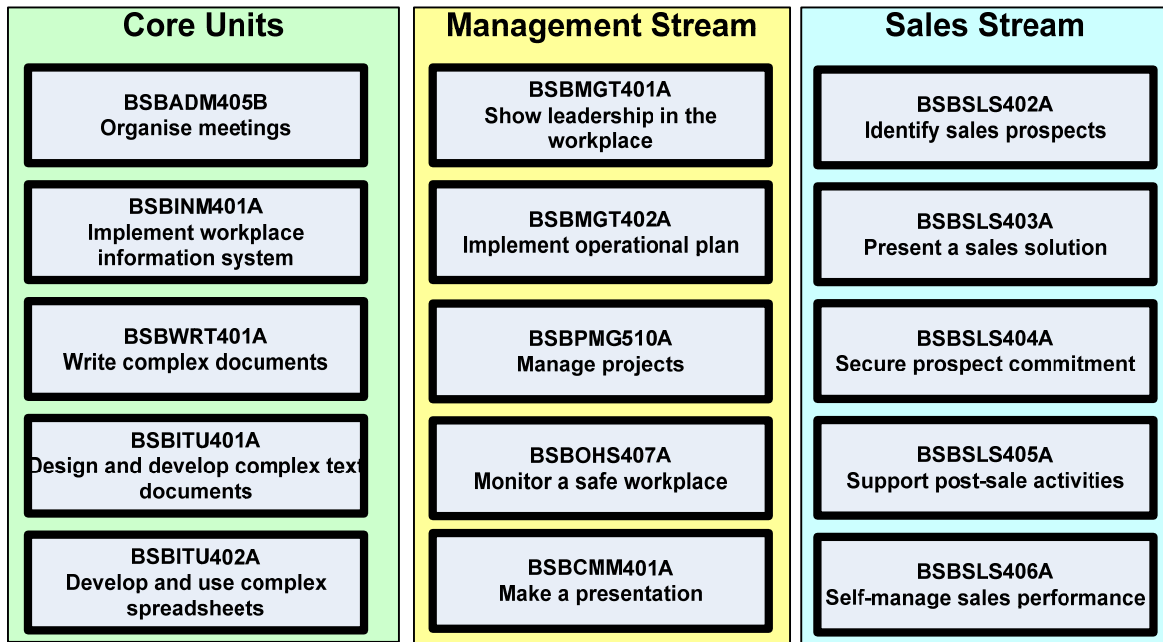 Core Units
BSBADM405B
Organise meetings
BSBINM401A
Implement workplace
information system
BSBWRT401A
Write complex documents
BSBITU401A
Design and develop complex text
documents
BSBITU402A
Develop and use complex
spreadsheets
Management Stream
BSBMGT401A
Show leadership in the
workplace
BSBMGT402A
Implement operational plan
BSBPMG510A
Manage projects
BSBOHS407A
Monitor a safe workplace
BSBCMM401A
Make a presentation
Sales Stream
BSBSLS402A
Identify sales prospects
BSBSLS403A
Present a sales solution
BSBSLS404A
Secure prospect commitment
BSBSLS405A
Support post-sale activities
BSBSLS406A
Self-manage sales performance